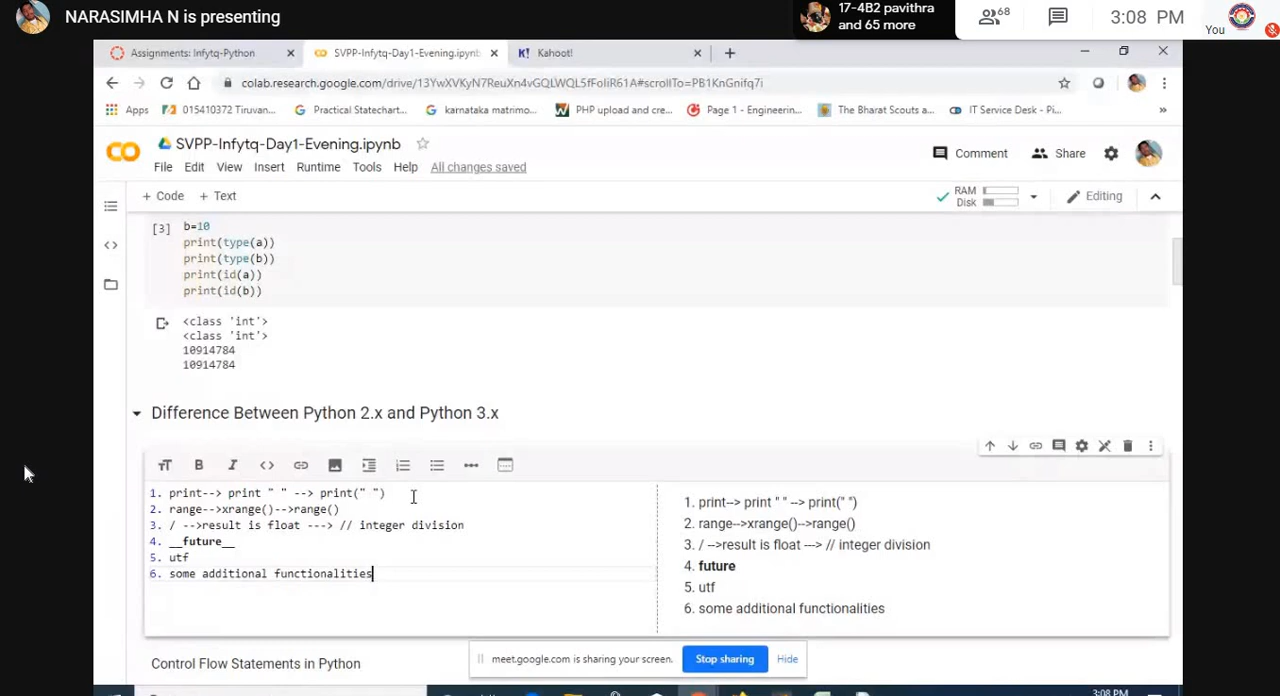 NARASIMHA N is presenting
17-4B2 pavithra
and 65 more
68
3:08 PM
You
Assignments: Infytq-Python
SVPP-Infytq-Day1-Evening.ipynb
K! Kahoot!
colab.research.google.com/drive/13YwXVKyN7ReuXn4vGQLWQL5fFoIiR61A#scrollTo=PB1KnGnifq7i
Apps
015410372 Tiruvan...
Practical Statechart...
karnataka matrimo...
PHP upload and cre...
Page 1 - Engineerin...
The Bharat Scouts a...
IT Service Desk - Pi...
»
SVPP-Infytq-Day1-Evening.ipynb
Comment
Share
File Edit View Insert Runtime Tools Help All changes saved
+ Code + Text
RAM
Disk
Editing
[3] b=10
print(type(a))
print(type(b))
print(id(a))
print(id(b))
<class 'int'>
<class 'int'>
10914784
10914784
Difference Between Python 2.x and Python 3.x
1. print--> print " " --> print(" ")
2. range-->xrange()-->range()
3. / -->result is float ---> // integer division
4. __future__
5. utf
6. some additional functionalities
1. print--> print " " --> print(" ")
2. range-->xrange()-->range()
3. / -->result is float ---> // integer division
4. future
5. utf
6. some additional functionalities
meet.google.com is sharing your screen.
Stop sharing
Hide
Control Flow Statements in Python
3:08 PM